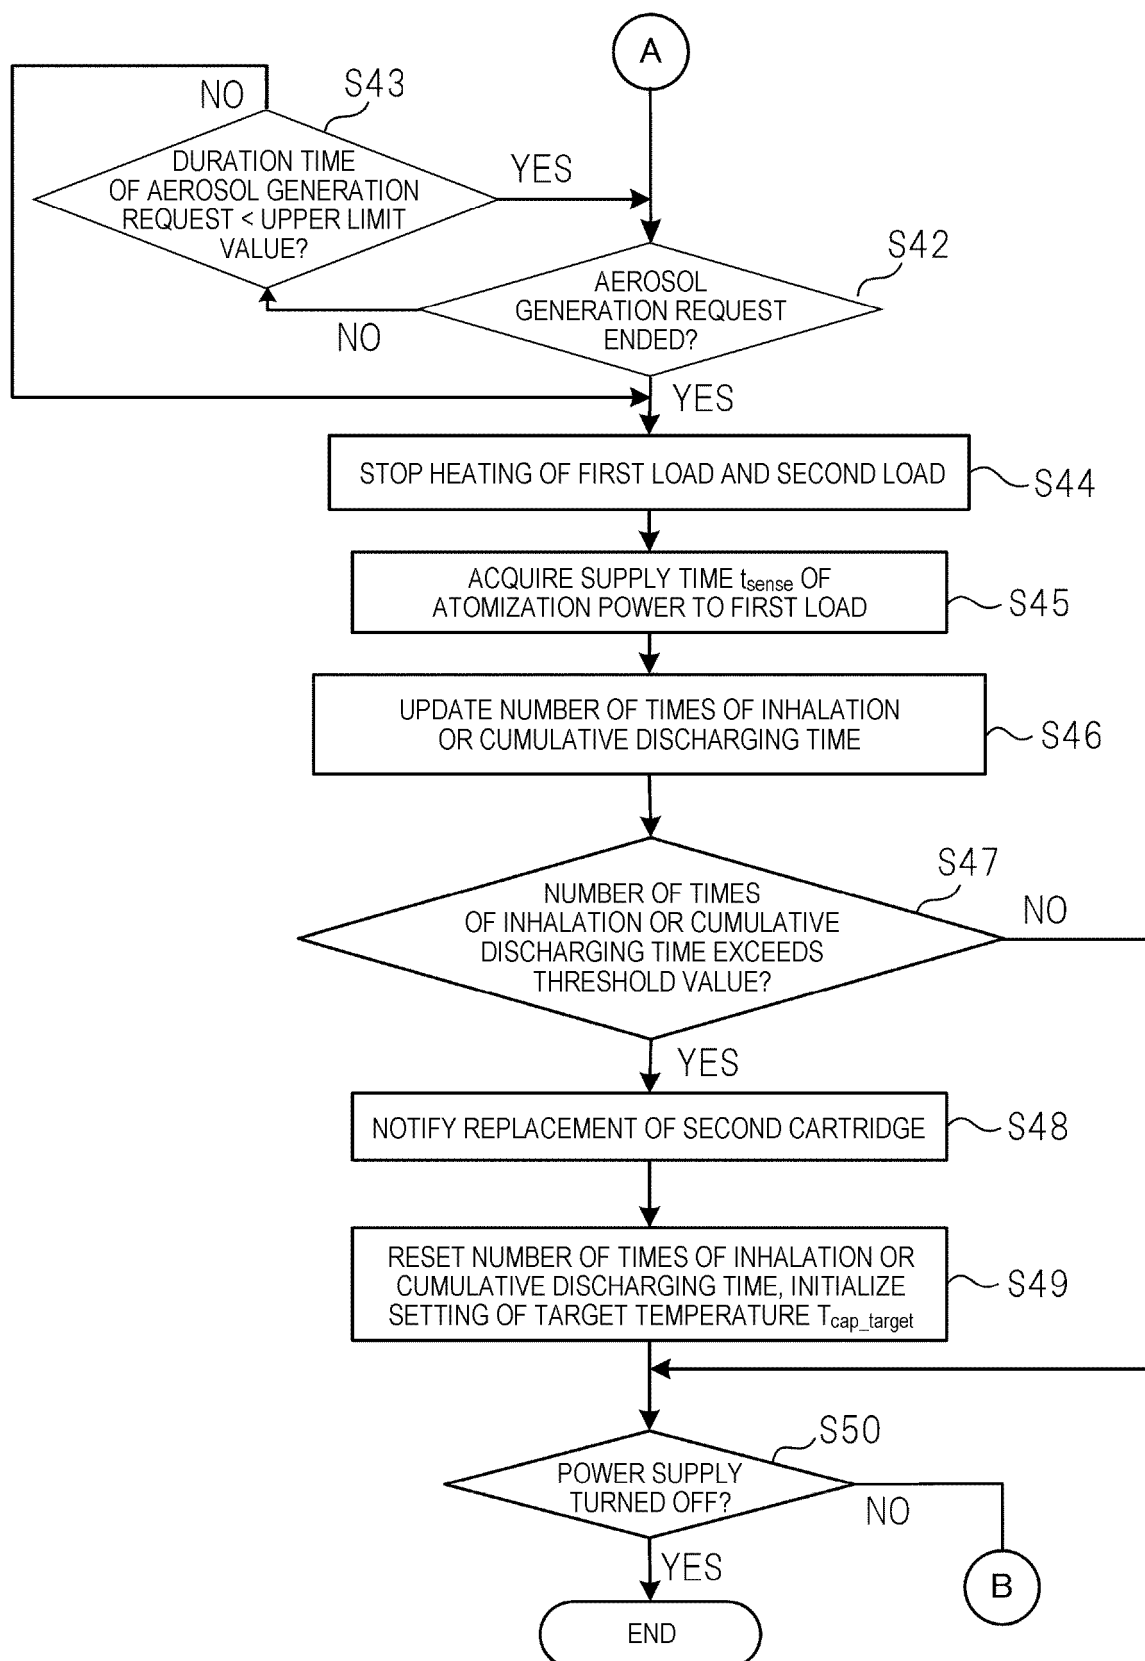 A
NO
S43
DURATION TIME
OF AEROSOL GENERATION
REQUEST < UPPER LIMIT
VALUE?
YES
S42
AEROSOL
GENERATION REQUEST
ENDED?
NO
YES
STOP HEATING OF FIRST LOAD AND SECOND LOAD
S44
ACQUIRE SUPPLY TIME tsense OF
ATOMIZATION POWER TO FIRST LOAD
S45
UPDATE NUMBER OF TIMES OF INHALATION
OR CUMULATIVE DISCHARGING TIME
S46
S47
NUMBER OF TIMES
OF INHALATION OR CUMULATIVE
DISCHARGING TIME EXCEEDS
THRESHOLD VALUE?
NO
YES
NOTIFY REPLACEMENT OF SECOND CARTRIDGE
S48
RESET NUMBER OF TIMES OF INHALATION OR
CUMULATIVE DISCHARGING TIME, INITIALIZE
SETTING OF TARGET TEMPERATURE Tcap_target
S49
S50
POWER SUPPLY
TURNED OFF?
NO
YES
B
END